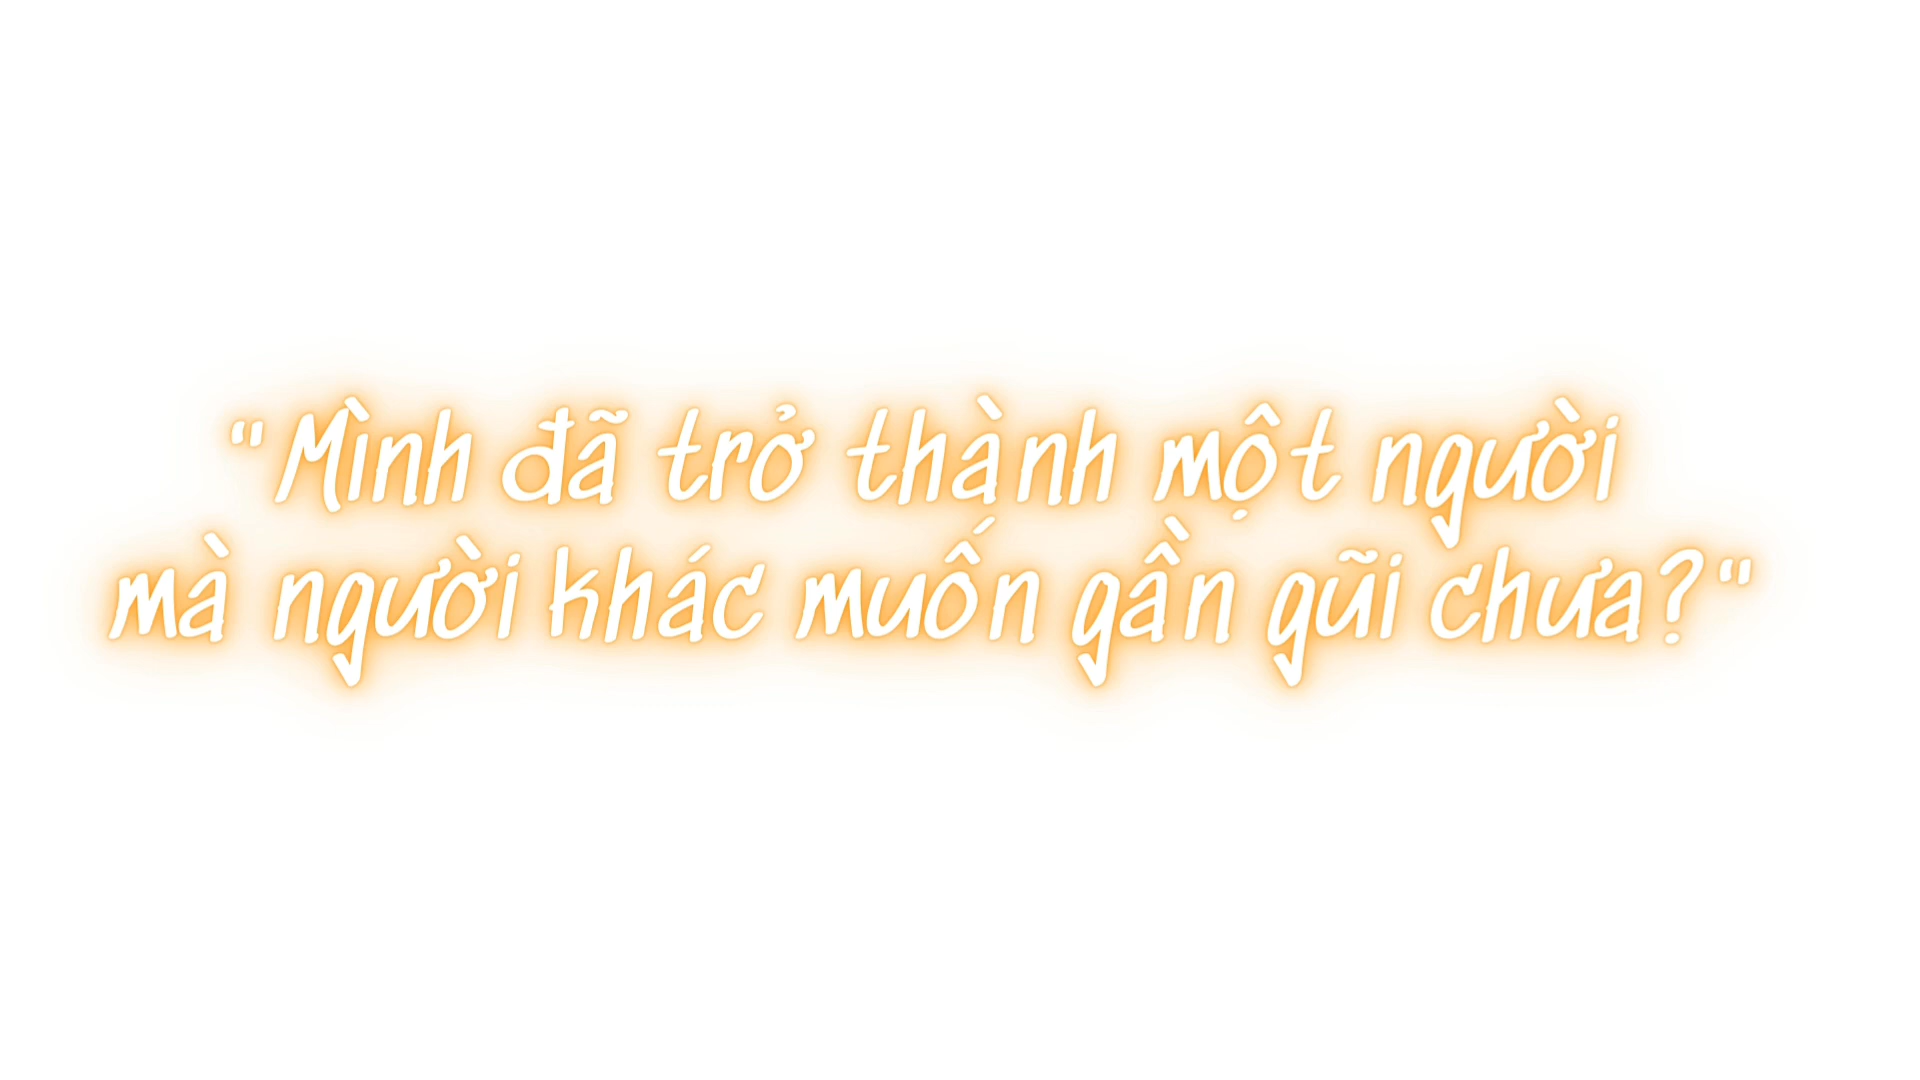 "Mình đã trở thành một người
mà người khác muốn gần gũi chưa?"